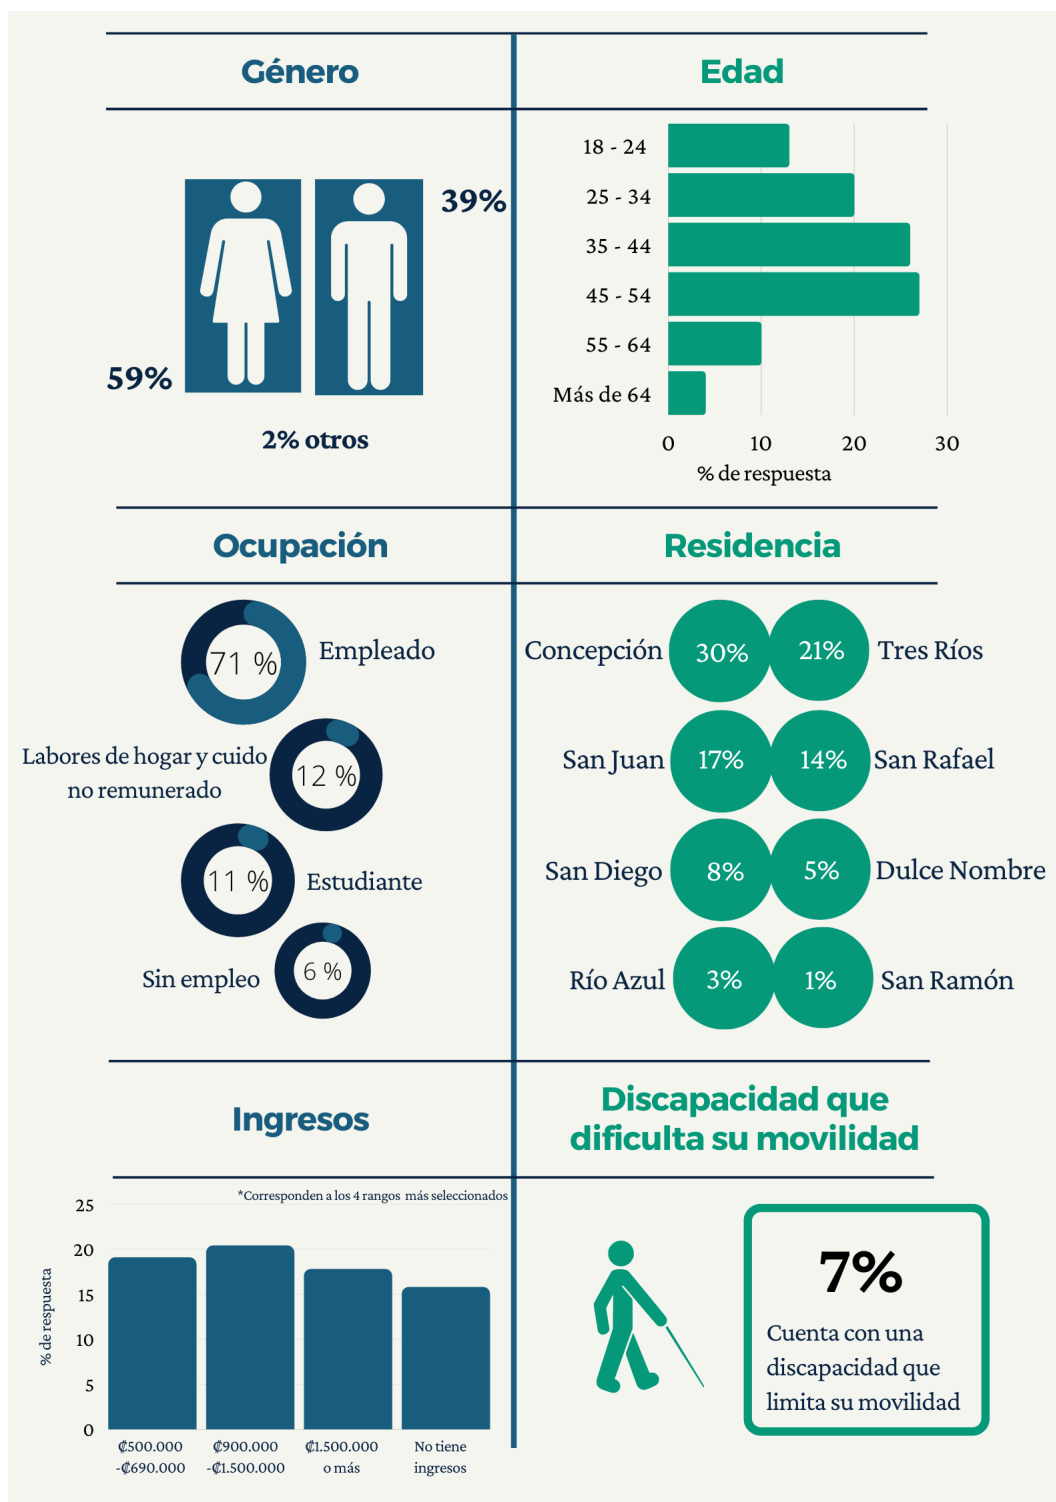 Género
39%
59%
2% otros
Edad
18 - 24
25 - 34
35 - 44
45 - 54
55 - 64
Más de 64
0 10 20 30
% de respuesta
Ocupación
71 % Empleado
Labores de hogar y cuido
no remunerado
12 %
11 % Estudiante
Sin empleo 6 %
Residencia
Concepción 30% 21% Tres Ríos
San Juan 17% 14% San Rafael
San Diego 8% 5% Dulce Nombre
Río Azul 3% 1% San Ramón
Ingresos
*Corresponden a los 4 rangos más seleccionados
% de respuesta
25
20
15
10
5
0
₡500.000 ₡900.000 ₡1.500.000 No tiene
-₡690.000 -₡1.500.000 o más ingresos
Discapacidad que
dificulta su movilidad
7%
Cuenta con una
discapacidad que
limita su movilidad